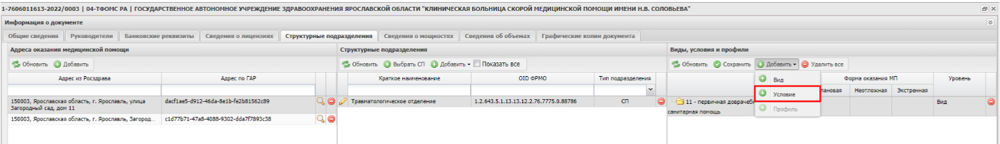 1-7606011613-2022/0003 | 04-ТФОМС РА | ГОСУДАРСТВЕННОЕ АВТОНОМНОЕ УЧРЕЖДЕНИЕ ЗДРАВООХРАНЕНИЯ ЯРОСЛАВСКОЙ ОБЛАСТИ "КЛИНИЧЕСКАЯ БОЛЬНИЦА СКОРОЙ МЕДИЦИНСКОЙ ПОМОЩИ ИМЕНИ Н.В. СОЛОВЬЕВА"
Информация о документе
Общие сведения Руководители Банковские реквизиты Сведения о лицензиях Структурные подразделения Сведения о мощностях Сведения об объемах Графические копии документа
Адреса оказания медицинской помощи Структурные подразделения Виды, условия и профили
Обновить Добавить Обновить Выбрать СП Добавить Показать все Обновить Сохранить Добавить Удалить все
Адрес из Росздрава Адрес по ГАР Краткое наименование OID ФРМО Тип подразделения Вид Форма оказания МП Уровень
Условие лановая Неотложная Экстренная
150003, Ярославская область, г. Ярославль, улица dacf1ae5-d912-46da-8e1b-fe2b81562c89 Травматологическое отделение 1.2.643.5.1.13.13.12.2.76.7775.0.88786 СП 11 - первичная доврачебн Вид
Загородный сад, дом 11 санитарная помощь Профиль
150003, Ярославская область, г. Ярославль, Загород... c1d77b71-47a8-4088-9302-dda7f7893c38